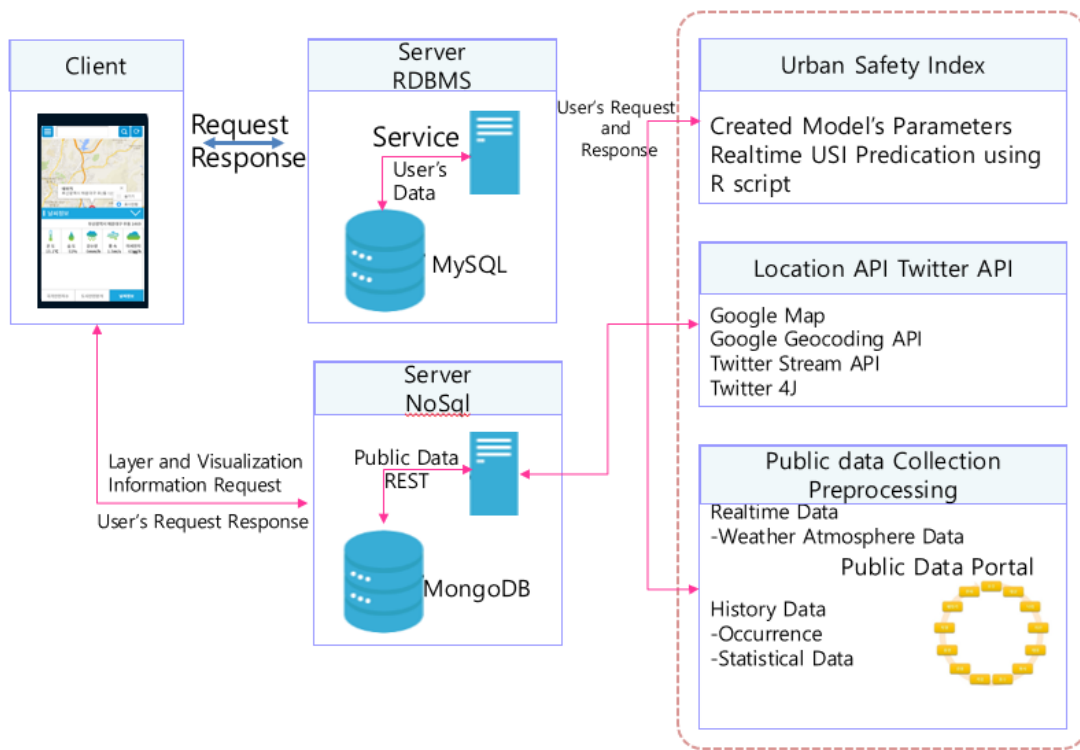 Client
Request
Response
Server
RDBMS
Service
User's
Data
MySQL
Server
NoSql
Public Data
REST
MongoDB
Layer and Visualization
Information Request
User's Request Response
User's Request
and
Response
Urban Safety Index
Created Model's Parameters
Realtime USI Predication using
R script
Location API Twitter API
Google Map
Google Geocoding API
Twitter Stream API
Twitter 4J
Public data Collection
Preprocessing
Realtime Data
-Weather Atmosphere Data
Public Data Portal
History Data
-Occurrence
-Statistical Data